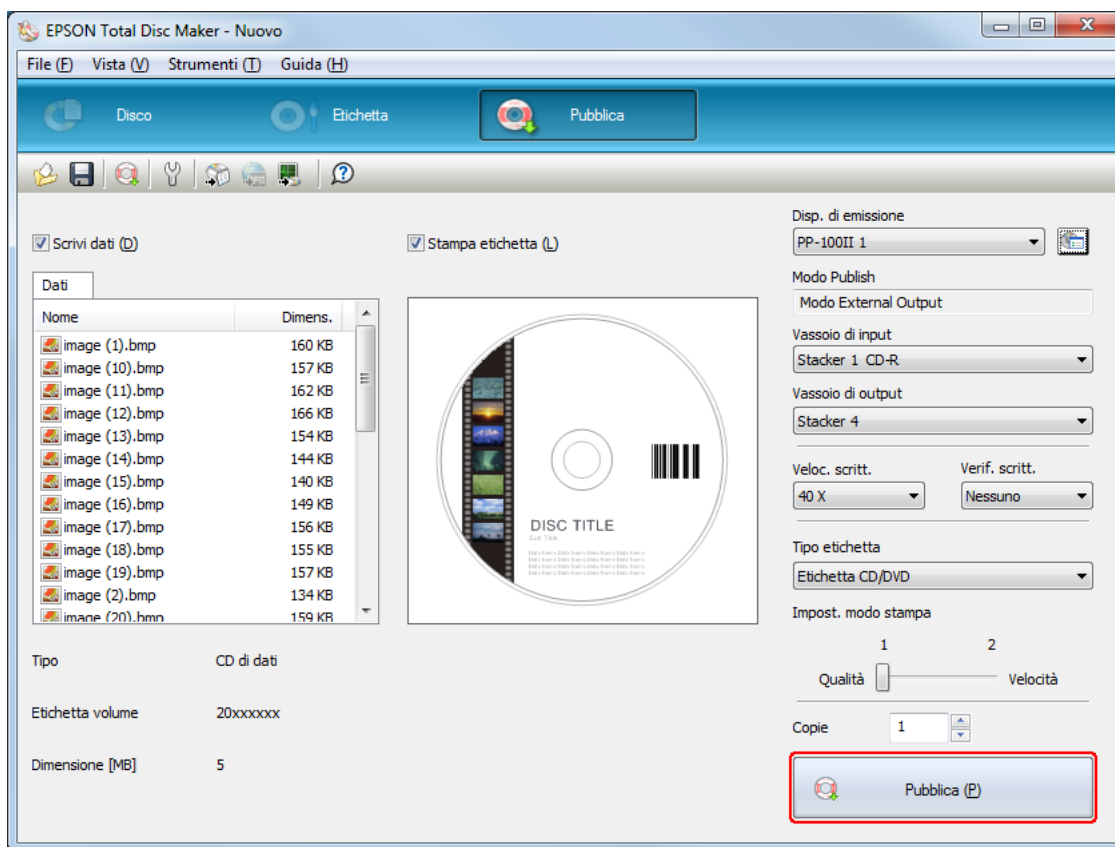 EPSON Total Disc Maker - Nuovo
File (F) Vista (V) Strumenti (T) Guida (H)
Disco Etichetta Pubblica
Scrivi dati (D)
Stampa etichetta (L)
Dati
Nome Dimens.
image (1).bmp 160 KB
image (10).bmp 157 KB
image (11).bmp 162 KB
image (12).bmp 166 KB
image (13).bmp 154 KB
image (14).bmp 144 KB
image (15).bmp 140 KB
image (16).bmp 149 KB
image (17).bmp 156 KB
image (18).bmp 155 KB
image (19).bmp 157 KB
image (2).bmp 134 KB
image (20).bmp 159 KB
DISC TITLE
Sub Title
Tipo CD di dati
Etichetta volume 20xxxxxx
Dimensione [MB] 5
Disp. di emissione
PP-100II 1
Modo Publish
Modo External Output
Vassoio di input
Stacker 1 CD-R
Vassoio di output
Stacker 4
Veloc. scritt. Verif. scritt.
40 X Nessuno
Tipo etichetta
Etichetta CD/DVD
Impost. modo stampa
1 2
Qualità Velocità
Copie 1
Pubblica (P)